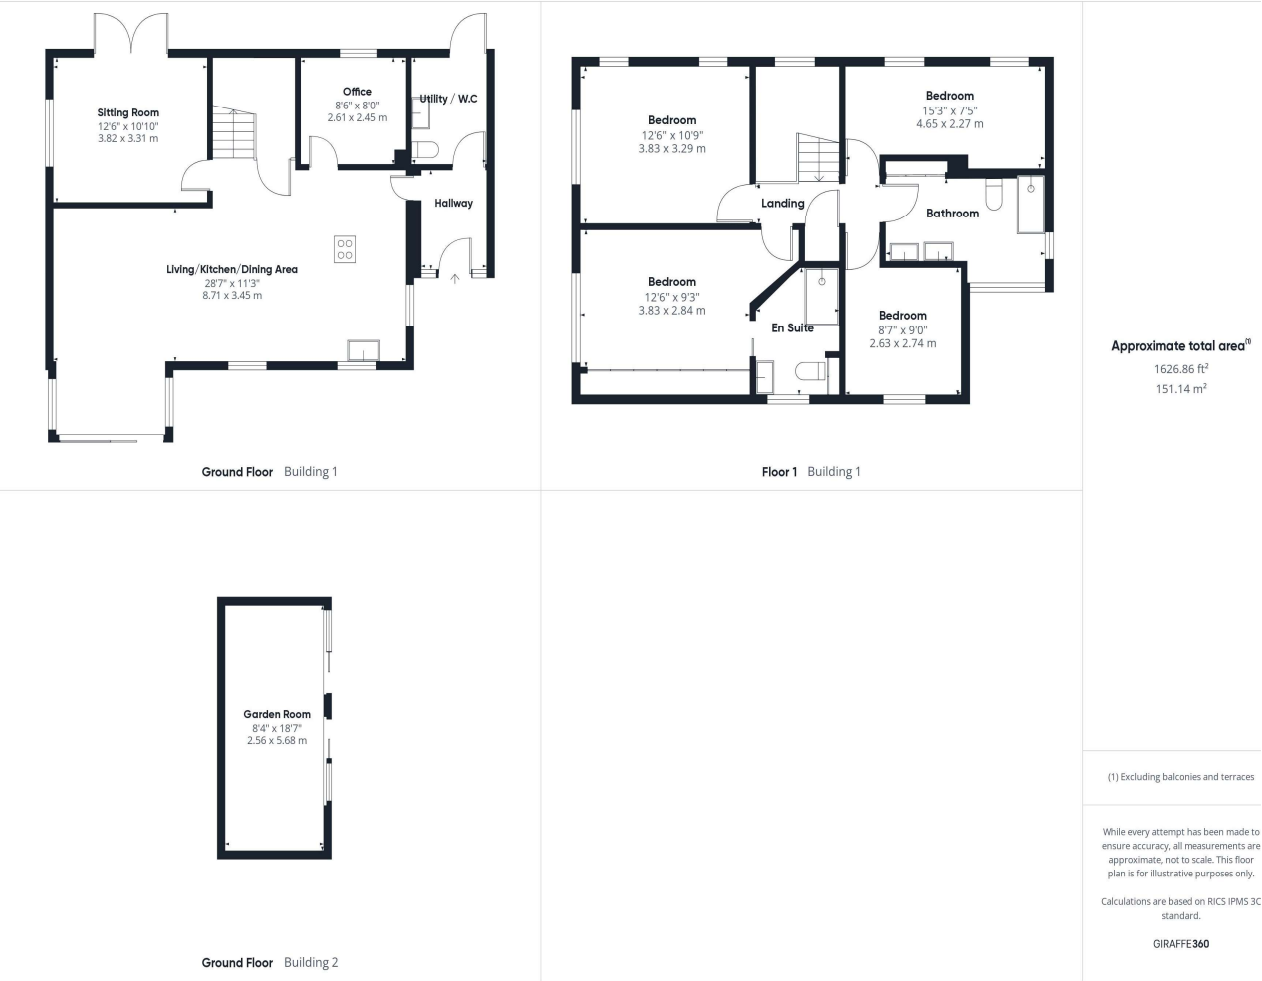 Sitting Room
12'6" x 10'10"
3.82 x 3.31 m
Office
8'6" x 8'0"
2.61 x 2.45 m
Utility / W.C
Hallway
Living/Kitchen/Dining Area
28'7" x 11'3"
8.71 x 3.45 m
Ground Floor Building 1
Bedroom
12'6" x 10'9"
3.83 x 3.29 m
Bedroom
15'3" x 7'5"
4.65 x 2.27 m
Landing
Bathroom
Bedroom
12'6" x 9'3"
3.83 x 2.84 m
En Suite
Bedroom
8'7" x 9'0"
2.63 x 2.74 m
Floor 1 Building 1
Garden Room
8'4" x 18'7"
2.56 x 5.68 m
Ground Floor Building 2
Approximate total area(1)
1626.86 ft²
151.14 m²
(1) Excluding balconies and terraces
While every attempt has been made to
ensure accuracy, all measurements are
approximate, not to scale. This floor
plan is for illustrative purposes only.
Calculations are based on RICS IPMS 3C
standard.
GIRAFFE360